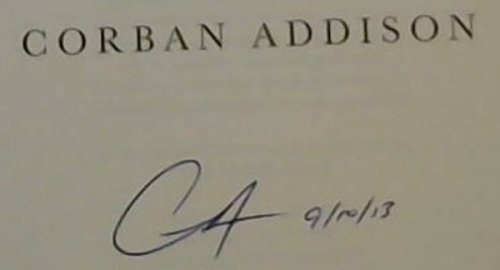 CORBAN ADDISON
CA 9/10/13